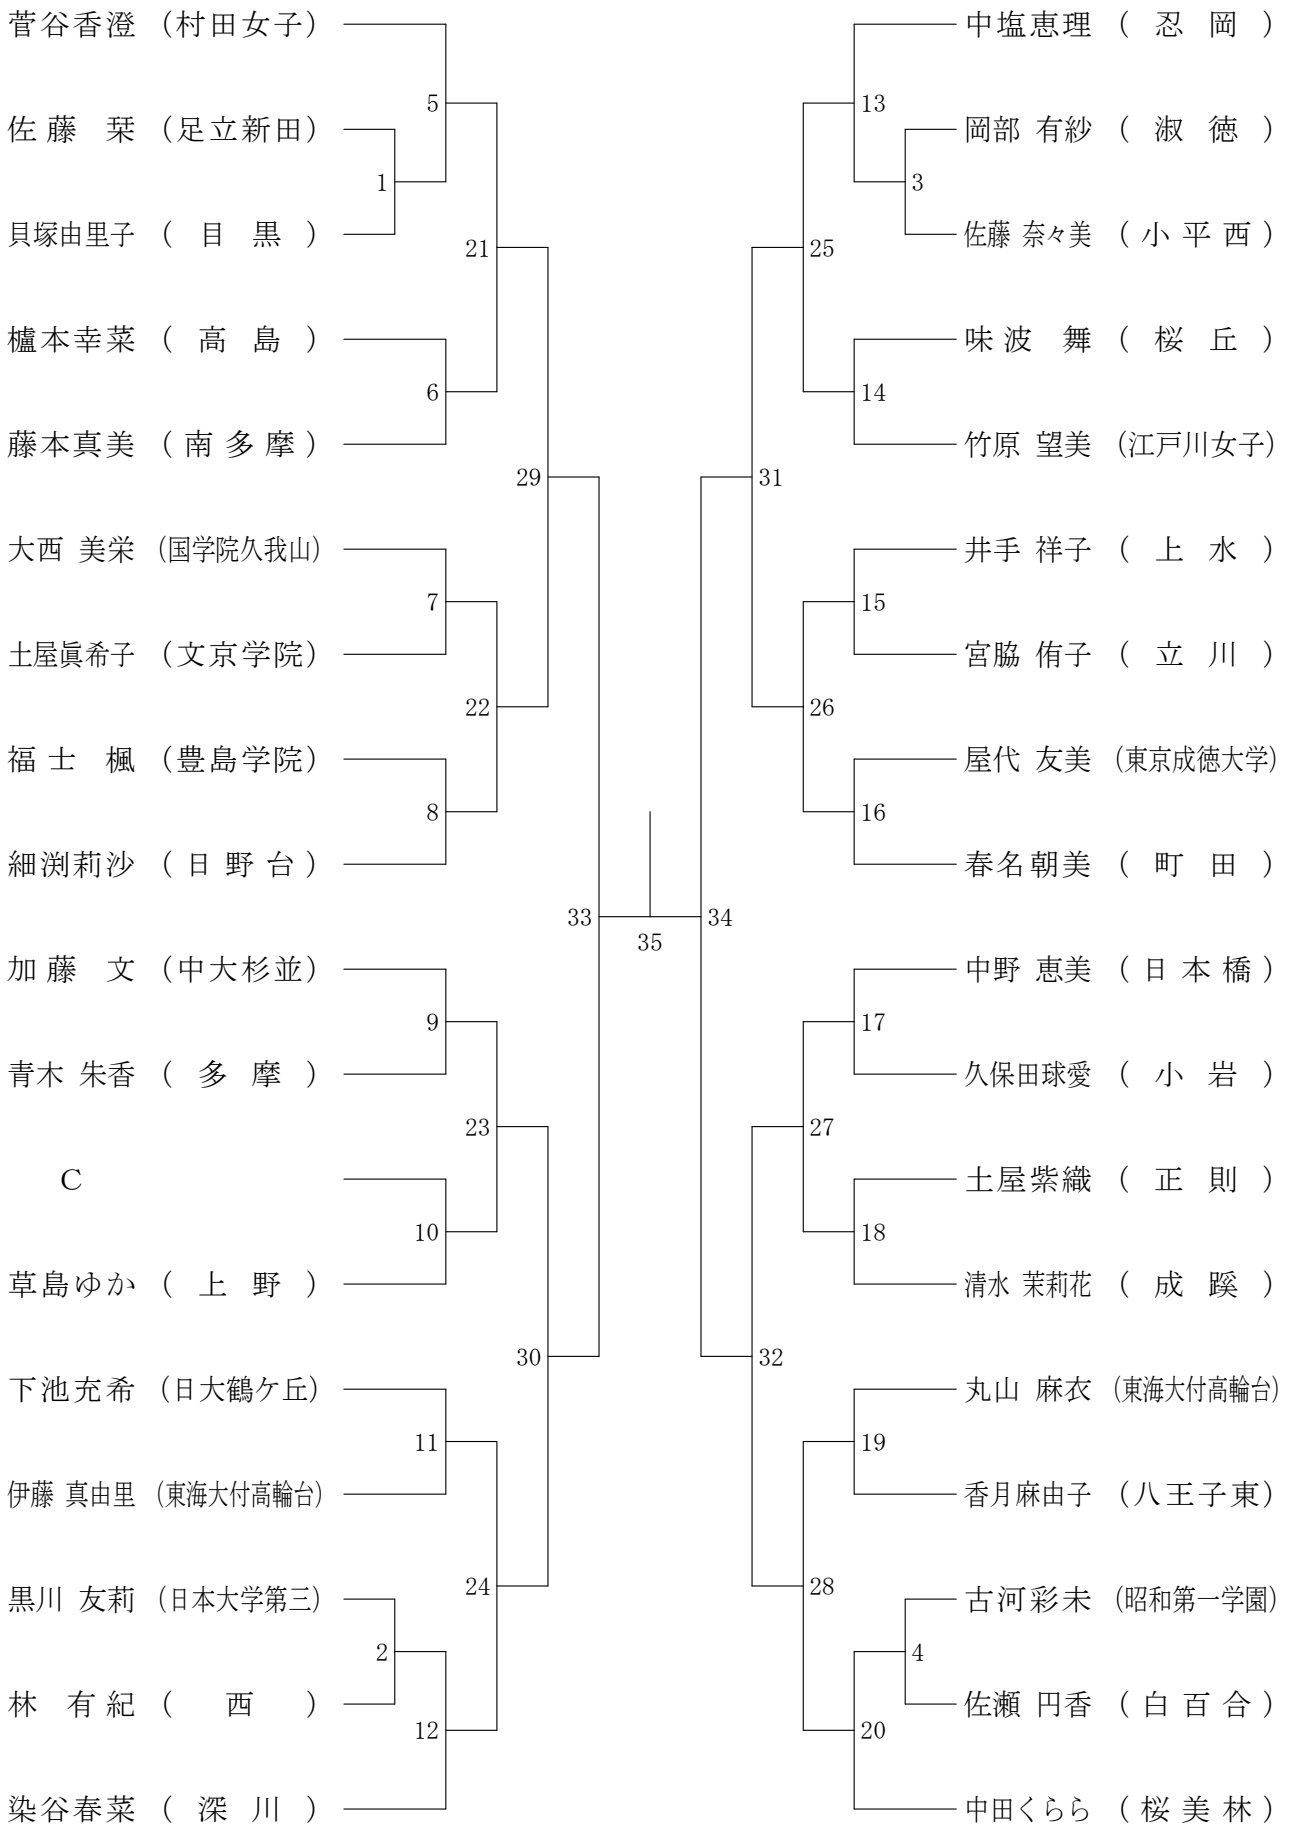 菅谷香澄 (村田女子)
5
佐藤 栞 (足立新田)
1
貝塚由里子 (目黒)
21
櫨本幸菜 (高島)
6
藤本真美 (南多摩)
29
大西 美栄 (国学院久我山)
7
土屋眞希子 (文京学院)
22
福士 楓 (豊島学院)
8
細渕莉沙 (日野台)
33
加藤 文 (中大杉並)
9
青木 朱香 (多摩)
23
C
10
草島ゆか (上野)
30
下池充希 (日大鶴ケ丘)
11
伊藤 真由里 (東海大付高輪台)
24
黒川 友莉 (日本大学第三)
2
林 有紀 (西)
12
染谷春菜 (深川)
35
中塩恵理 (忍岡)
13
岡部 有紗 (淑徳)
3
佐藤 奈々美 (小平西)
25
味波 舞 (桜丘)
14
竹原 望美 (江戸川女子)
31
井手 祥子 (上水)
15
宮脇 侑子 (立川)
26
屋代 友美 (東京成徳大学)
16
春名朝美 (町田)
34
中野 恵美 (日本橋)
17
久保田球愛 (小岩)
27
土屋紫織 (正則)
18
清水 茉莉花 (成蹊)
32
丸山 麻衣 (東海大付高輪台)
19
香月麻由子 (八王子東)
28
古河彩未 (昭和第一学園)
4
佐瀬 円香 (白百合)
20
中田くらら (桜美林)